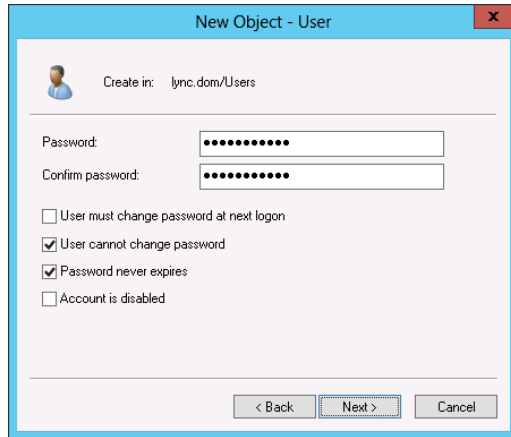 New Object - User
x
Create in: lync.dom/Users
Password: •••••••••••
Confirm password: •••••••••••
User must change password at next logon
User cannot change password
Password never expires
Account is disabled
< Back Next > Cancel